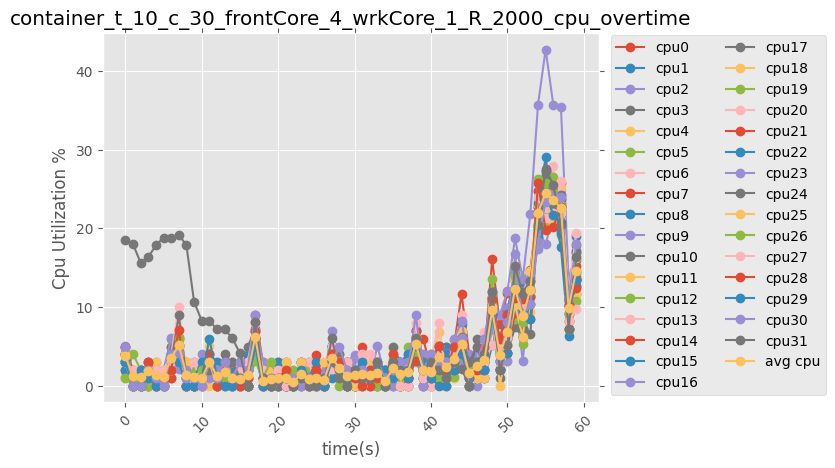 container_t_10_c_30_frontCore_4_wrkCore_1_R_2000_cpu_overtime
Cpu Utilization %
40
30
20
10
0
0
10
20
30
40
50
60
time(s)
cpu0
cpu1
cpu2
cpu3
cpu4
cpu5
cpu6
cpu7
cpu8
cpu9
cpu10
cpu11
cpu12
cpu13
cpu14
cpu15
cpu16
cpu17
cpu18
cpu19
cpu20
cpu21
cpu22
cpu23
cpu24
cpu25
cpu26
cpu27
cpu28
cpu29
cpu30
cpu31
avg cpu